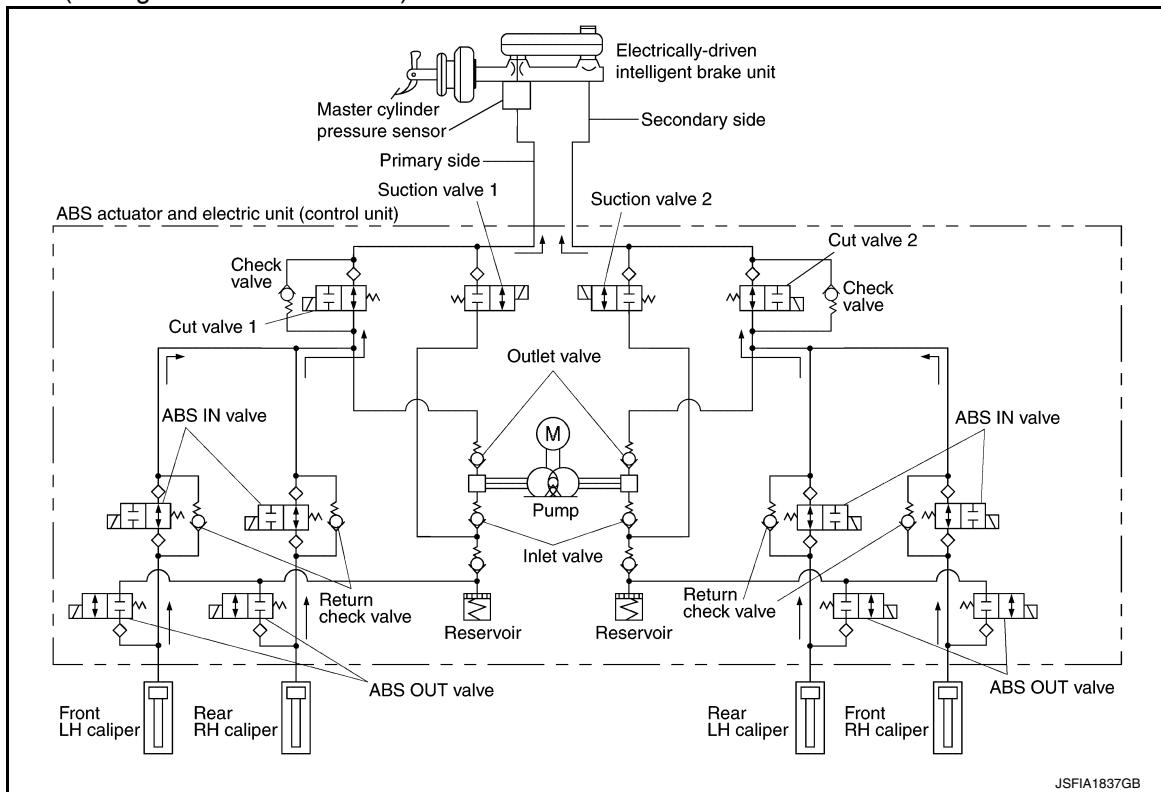 Electrically-driven
intelligent brake unit
Master cylinder
pressure sensor
Secondary side
Primary side
Suction valve 1
Suction valve 2
ABS actuator and electric unit (control unit)
Cut valve 2
Check
valve
Check
valve
Cut valve 1
Outlet valve
ABS IN valve
ABS IN valve
M
Pump
Inlet valve
Return
check valve
Return
check valve
Reservoir
Reservoir
ABS OUT valve
ABS OUT valve
Front
LH caliper
Rear
RH caliper
Rear
LH caliper
Front
RH caliper
JSFIA1837GB